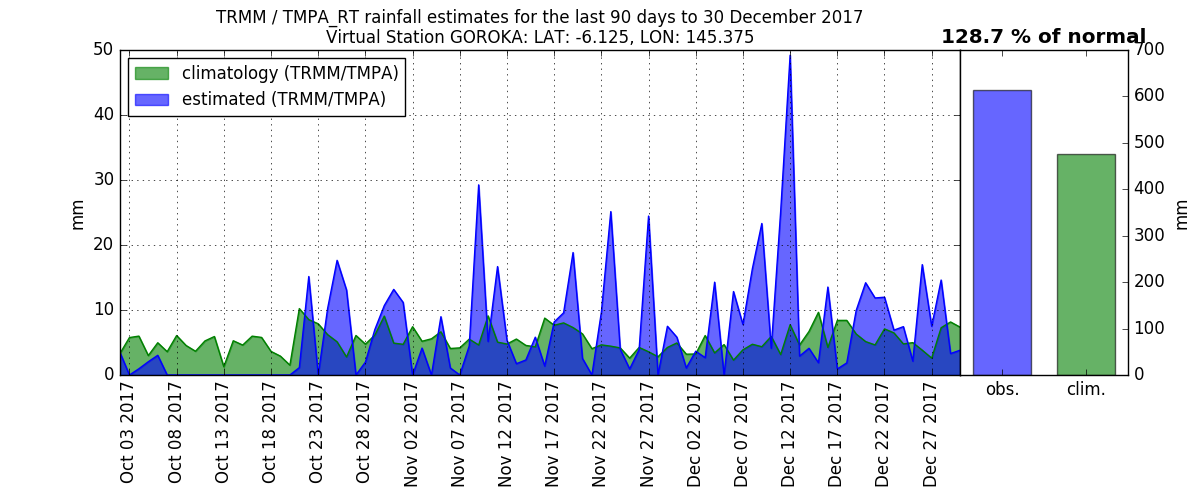 TRMM / TMPA_RT rainfall estimates for the last 90 days to 30 December 2017
Virtual Station GOROKA: LAT: -6.125, LON: 145.375
128.7 % of normal
climatology (TRMM/TMPA)
estimated (TRMM/TMPA)
mm
50
40
30
20
10
0
Oct 03 2017
Oct 08 2017
Oct 13 2017
Oct 18 2017
Oct 23 2017
Oct 28 2017
Nov 02 2017
Nov 07 2017
Nov 12 2017
Nov 17 2017
Nov 22 2017
Nov 27 2017
Dec 02 2017
Dec 07 2017
Dec 12 2017
Dec 17 2017
Dec 22 2017
Dec 27 2017
obs.
clim.
700
600
500
400
300
200
100
0
mm